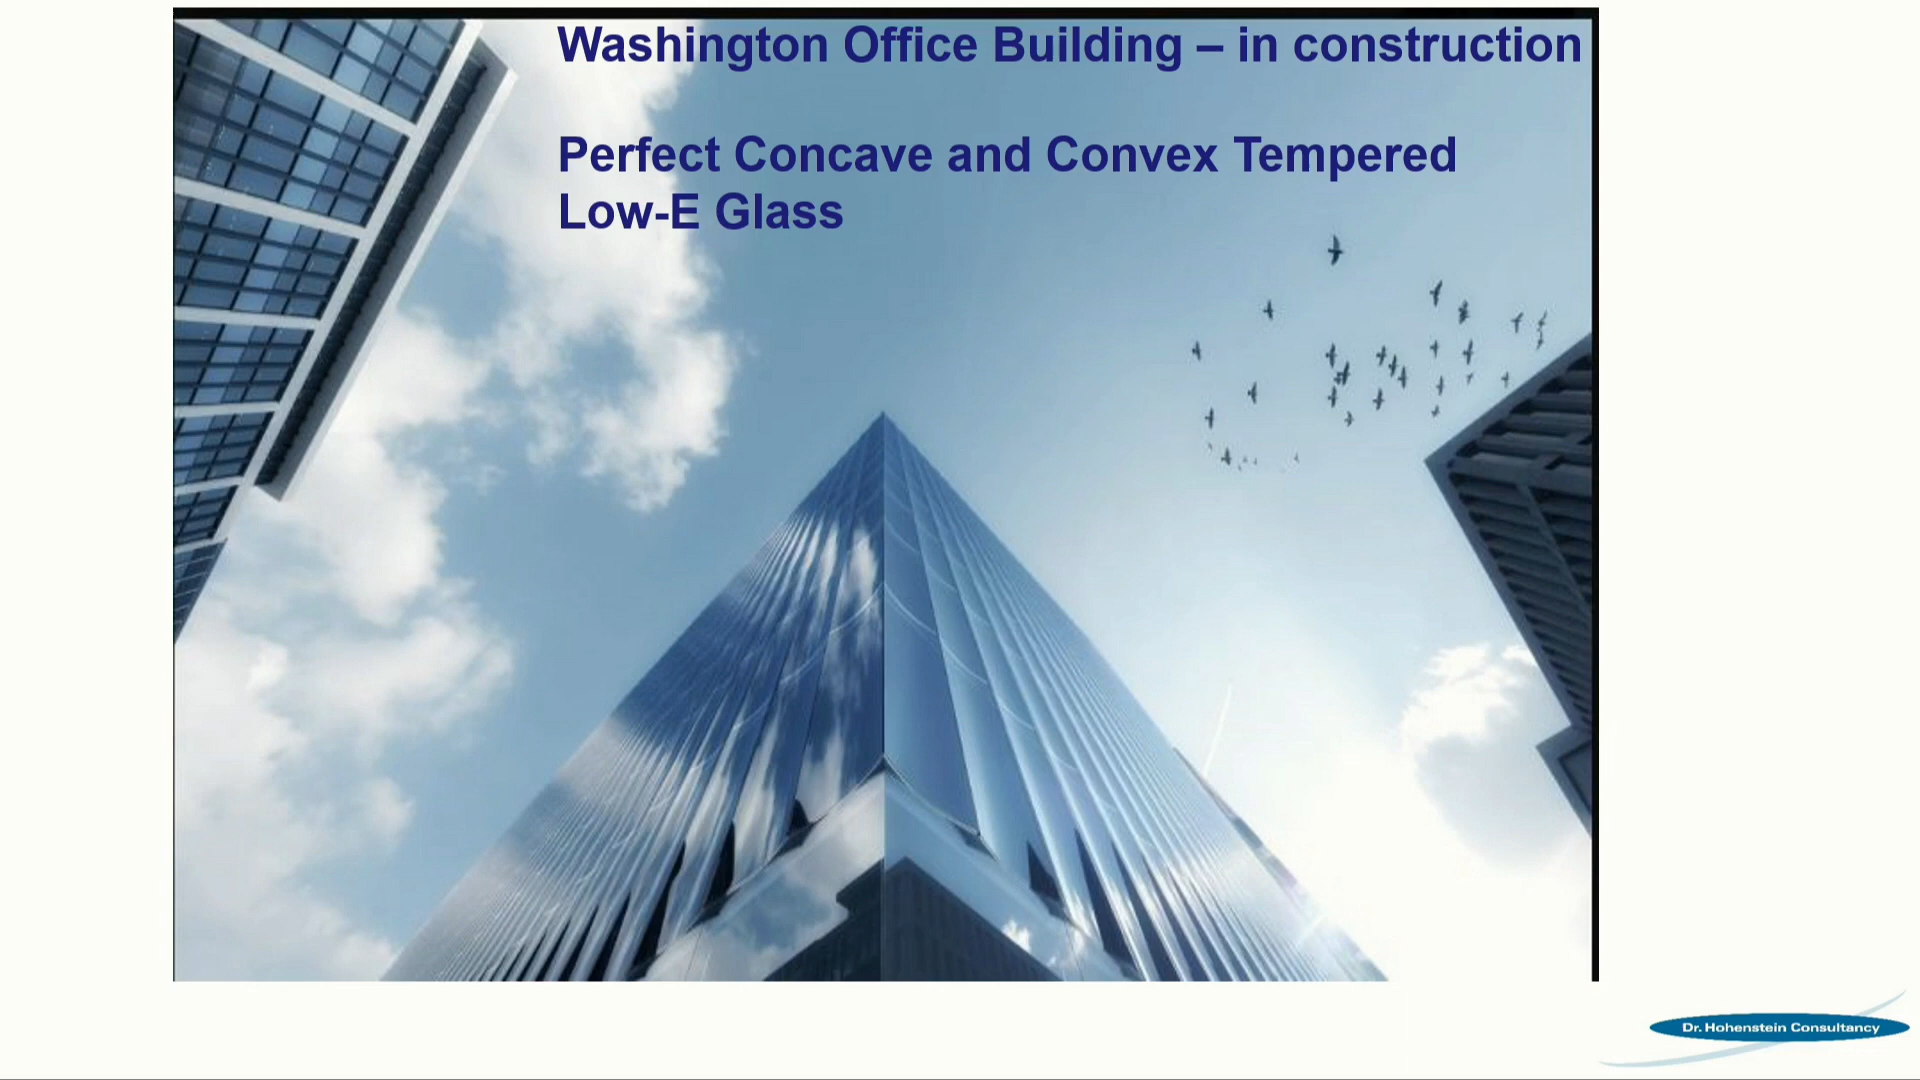 Washington Office Building – in construction
Perfect Concave and Convex Tempered
Low-E Glass
Dr. Hohenstein Consultancy